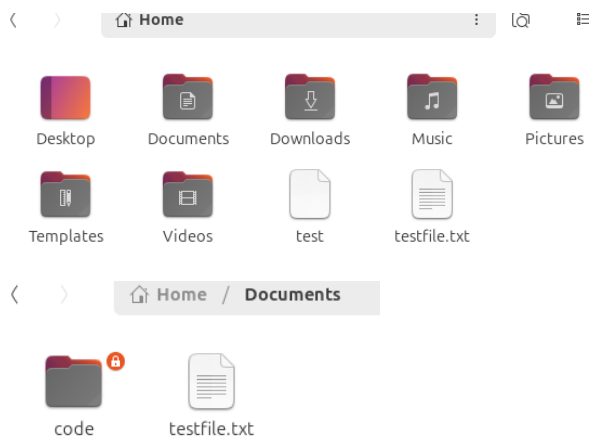 Home
Desktop Documents Downloads Music Pictures
Templates Videos test testfile.txt
Home / Documents
code testfile.txt